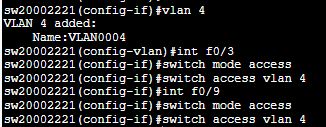 sw20002221(config-if)#vlan 4
VLAN 4 added:
    Name:VLAN0004
sw20002221(config-vlan)#int f0/3
sw20002221(config-if)#switch mode access
sw20002221(config-if)#switch access vlan 4
sw20002221(config-if)#int f0/9
sw20002221(config-if)#switch mode access
sw20002221(config-if)#switch access vlan 4